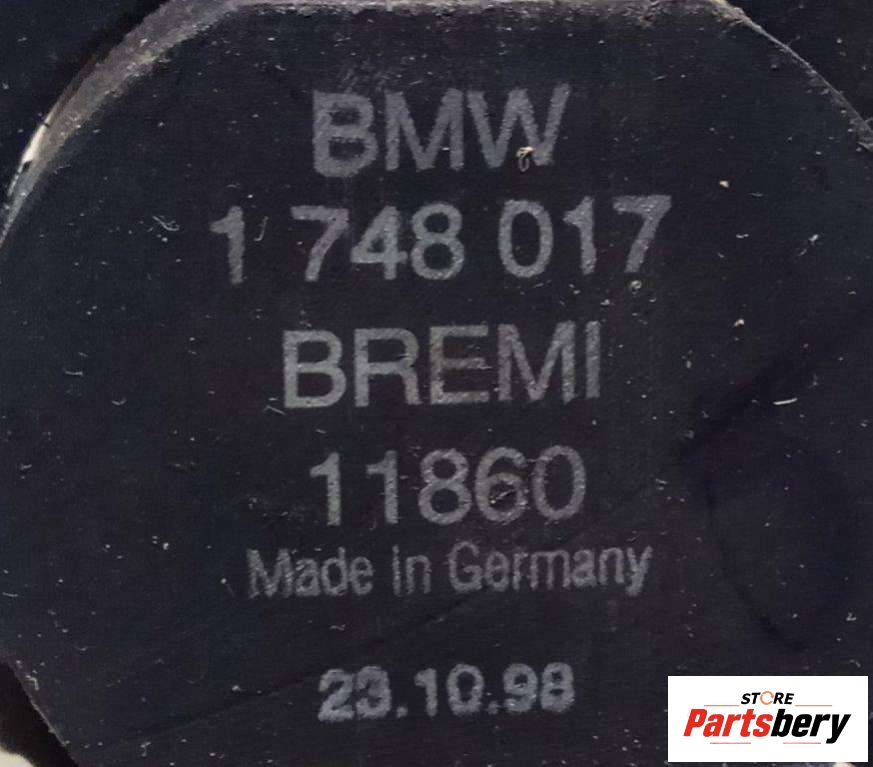 BMW
1 748 017
BREMI
11860
Made in Germany
23.10.98
STORE
Partsbery